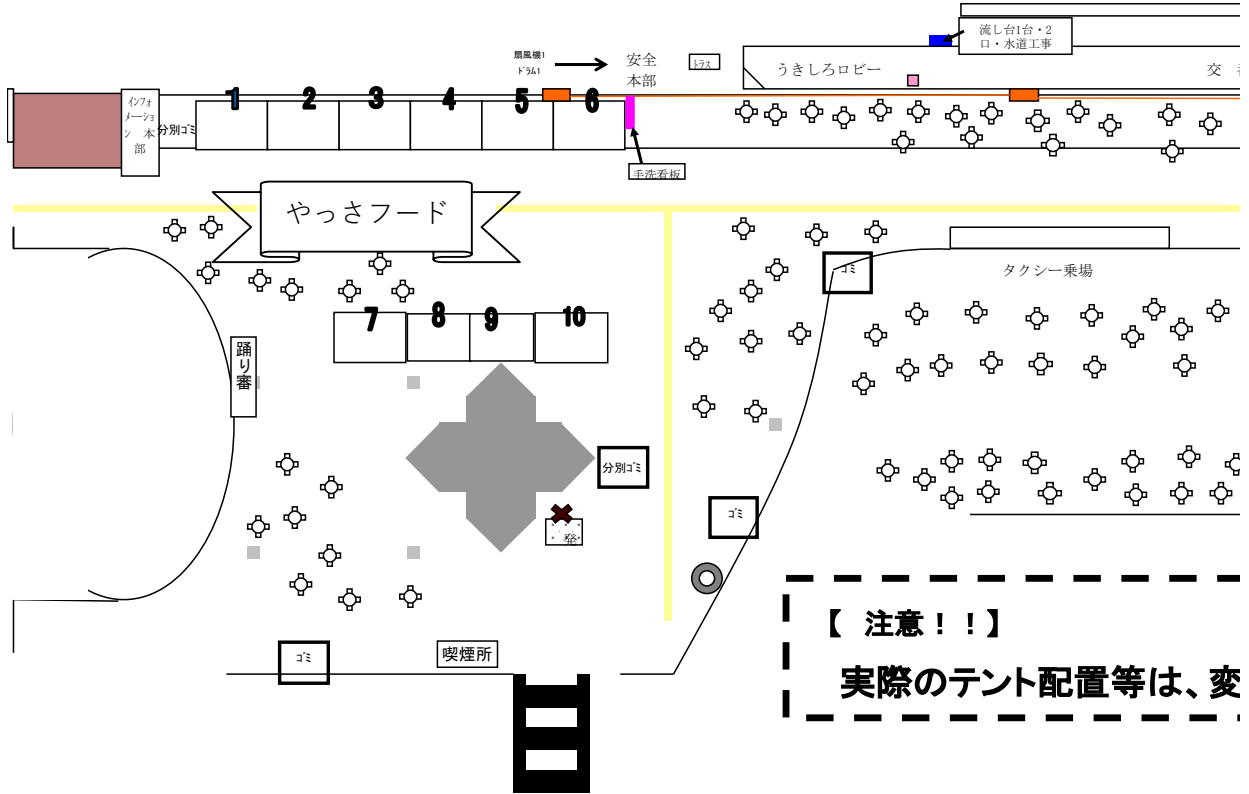 流し台1台・2
口・水道工事
扇風機1
ドラム1
安全
本部
トラス
うきしろロビー
交
インフォ
メーショ
ン 本
部
分別ゴミ
1
2
3
4
5
6
手洗看板
やっさフード
ゴミ
タクシー乗場
7
8
9
10
踊り審
分別ゴミ
ゴミ
発
ゴミ
喫煙所
【 注意!!】
実際のテント配置等は、変